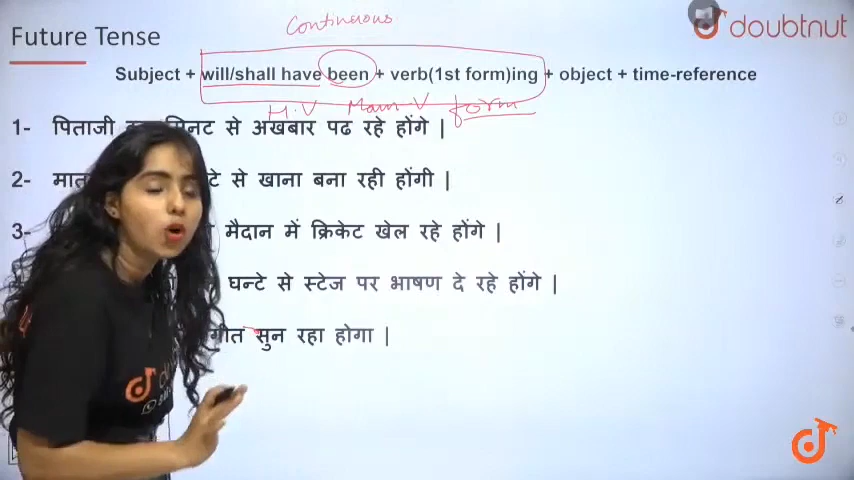 Continuous
Future Tense
doubtnut
Subject + will/shall have been + verb(1st form)ing + object + time-reference
H.V Main V form
1- पिताजी मिनट से अखबार पढ रहे होंगे |
2- से खाना बना रही होंगी |
3- मैदान में क्रिकेट खेल रहे होंगे |
घन्टे से स्टेज पर भाषण दे रहे होंगे |
सुन रहा होगा |